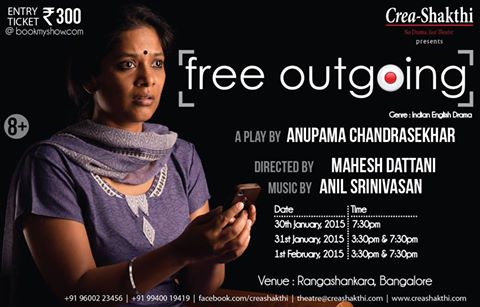 ENTRY
TICKET ₹ 300
@ bookmyshow.com
Crea-Shakthi
No Drama. Just Theatre
presents
[free outgoing]
Genre : Indian English Drama
8+
A PLAY BY ANUPAMA CHANDRASEKHAR
DIRECTED BY MAHESH DATTANI
MUSIC BY ANIL SRINIVASAN
Date Time
30th January, 2015 7:30pm
31st January, 2015 3:30pm & 7:30pm
1st February, 2015 3:30pm & 7:30pm
Venue : Rangashankara, Bangalore
+91 96002 23456 | +91 99400 19419 | facebook.com/creashakthi | theatre@creashakthi.com | www.creashakthi.com